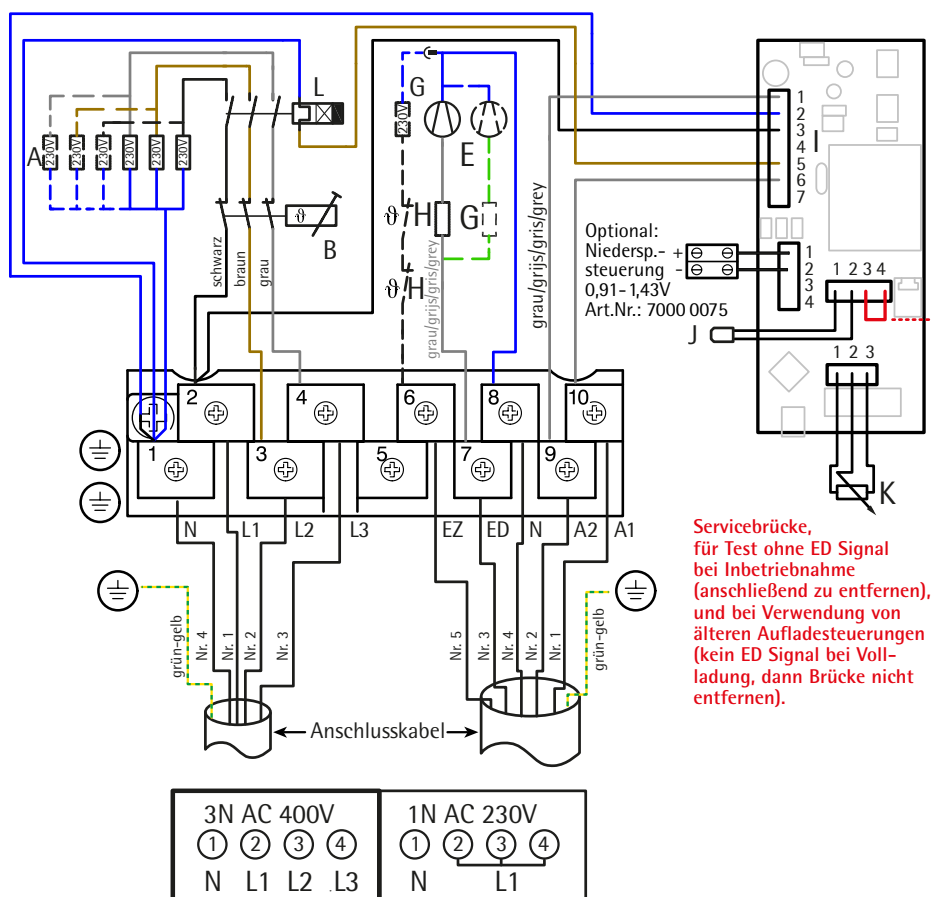 L
G
A
230V
230V
230V
230V
230V
230V
230V
E
ϑ
B
ϑ H
G
ϑ H
schwarz
braun
grau
grau/grijs/gris/grey
grau/grijs/gris/grey
1
2
3
4
5
6
7
I
Optional:
Niedersp.-
steuerung
0,91-1,43V
Art.Nr.: 7000 0075
+
-
1
2
3
4
1 2 3 4
J
1 2 3
K
2
4
6
8
10
1
3
5
7
9
N
L1
L2
L3
EZ
ED
N
A2
A1
grün-gelb
Nr. 4
Nr. 1
Nr. 2
Nr. 3
Nr. 5
Nr. 3
Nr. 4
Nr. 2
Nr. 1
grün-gelb
Anschlusskabel
Servicebrücke,
für Test ohne ED Signal
bei Inbetriebnahme
(anschließend zu entfernen),
und bei Verwendung von
älteren Aufladesteuerungen
(kein ED Signal bei Voll-
ladung, dann Brücke nicht
entfernen).
3N AC 400V
1 2 3 4
N L1 L2 .L3
1N AC 230V
1 2 3 4
N L1